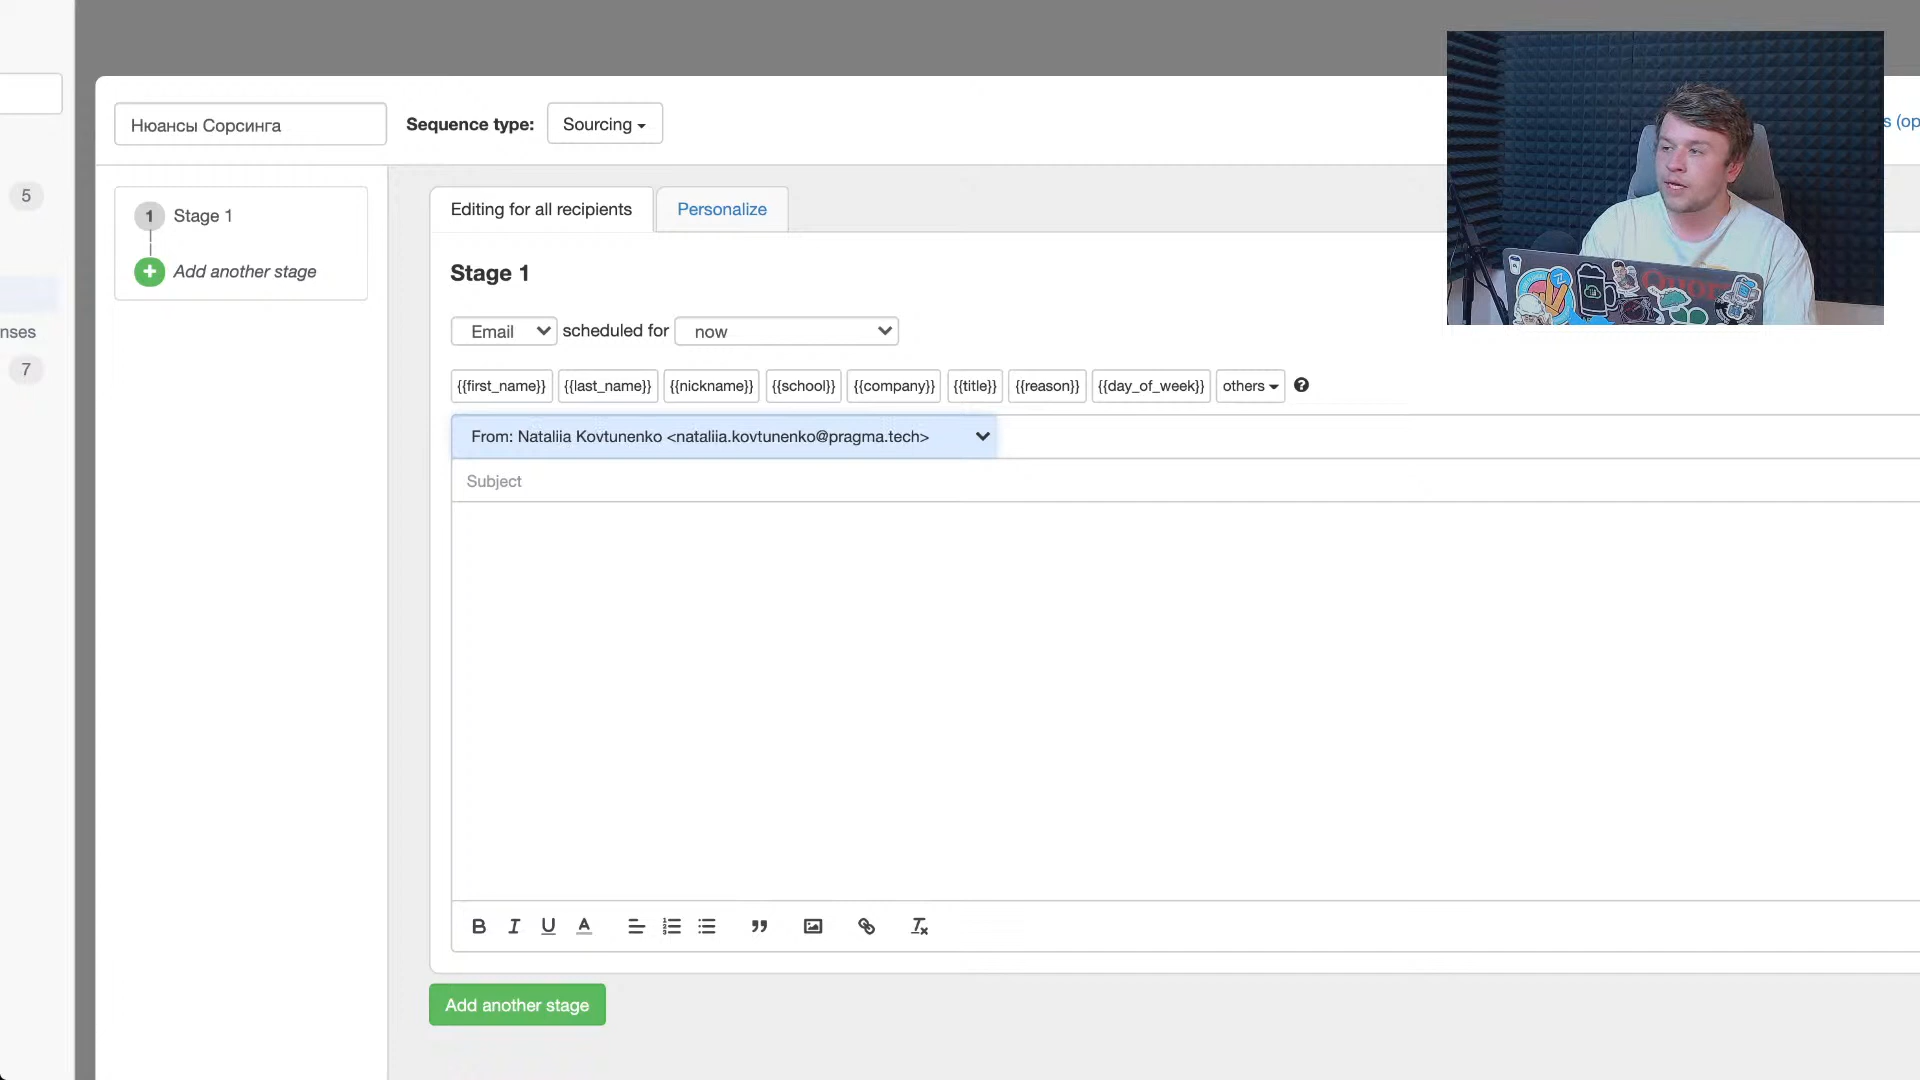 Нюансы Сорсинга
Sequence type:
Sourcing
s (op
5
nses
7
1 Stage 1
Add another stage
Editing for all recipients
Personalize
Stage 1
Email scheduled for now
{{first_name}} {{last_name}} {{nickname}} {{school}} {{company}} {{title}} {{reason}} {{day_of_week}} others ?
From: Nataliia Kovtunenko <nataliia.kovtunenko@pragma.tech>
Subject
B I U A
Add another stage